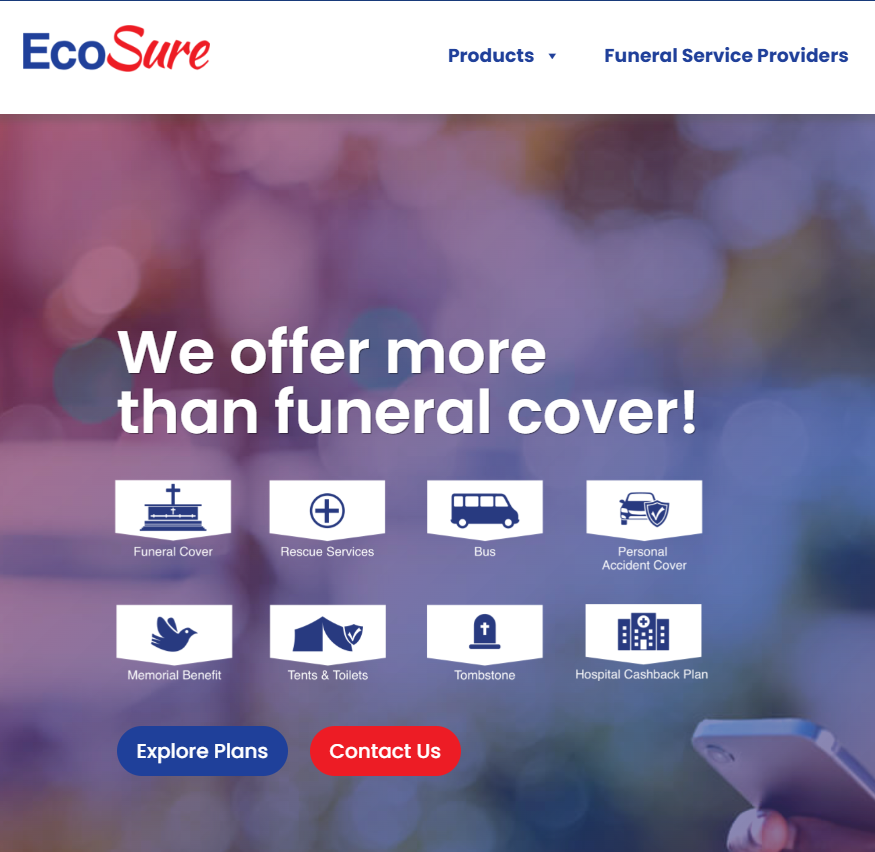 EcoSure
Products
Funeral Service Providers
We offer more
than funeral cover!
Funeral Cover
Rescue Services
Bus
Personal
Accident Cover
Memorial Benefit
Tents & Toilets
Tombstone
Hospital Cashback Plan
Explore Plans
Contact Us